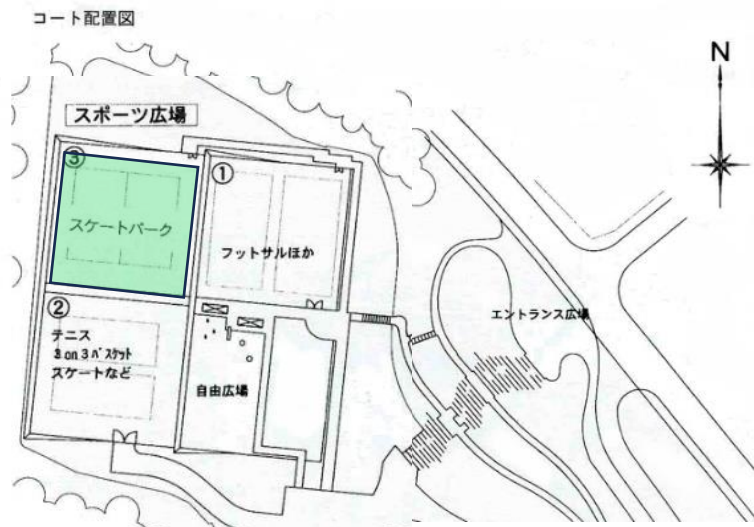 コート配置図
N
スポーツ広場
③
スケートパーク
①
フットサルほか
②
テニス
3 on 3 バスケット
スケートなど
自由広場
エントランス広場